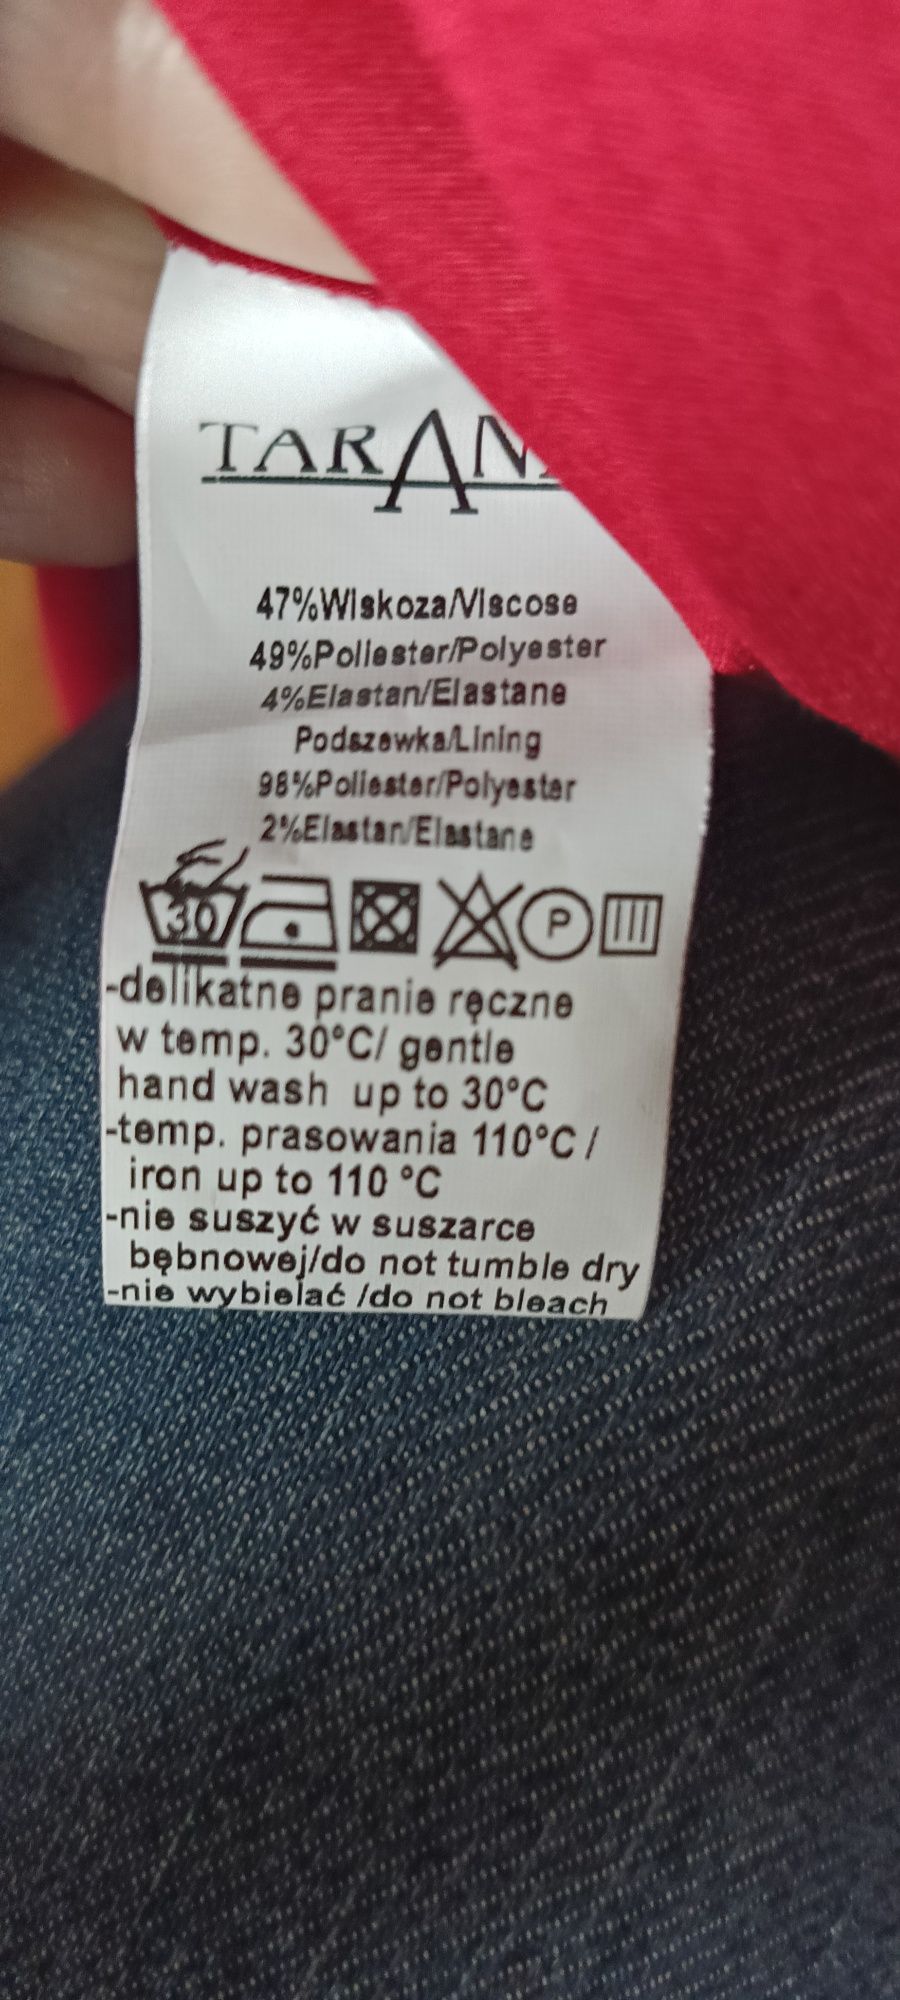 TARAN
47%Wiskoza/Viscose
49%Poliester/Polyester
4%Elastan/Elastane
Podszewka/Lining
98%Poliester/Polyester
2%Elastan/Elastane
30 P
-delikatne pranie ręczne
w temp. 30°C/ gentle
hand wash up to 30°C
-temp. prasowania 110°C /
iron up to 110 °C
-nie suszyć w suszarce
bębnowej/do not tumble dry
-nie wybielać /do not bleach